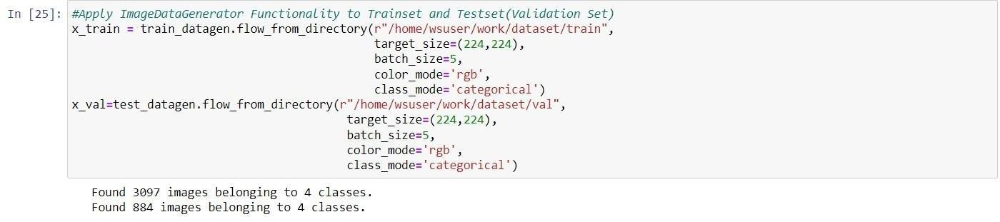 In [25]: #Apply ImageDataGenerator Functionality to Trainset and Testset(Validation Set)
x_train = train_datagen.flow_from_directory(r"/home/wsuser/work/dataset/train",
target_size=(224,224),
batch_size=5,
color_mode='rgb',
class_mode='categorical')
x_val=test_datagen.flow_from_directory(r"/home/wsuser/work/dataset/val",
target_size=(224,224),
batch_size=5,
color_mode='rgb',
class_mode='categorical')
Found 3097 images belonging to 4 classes.
Found 884 images belonging to 4 classes.